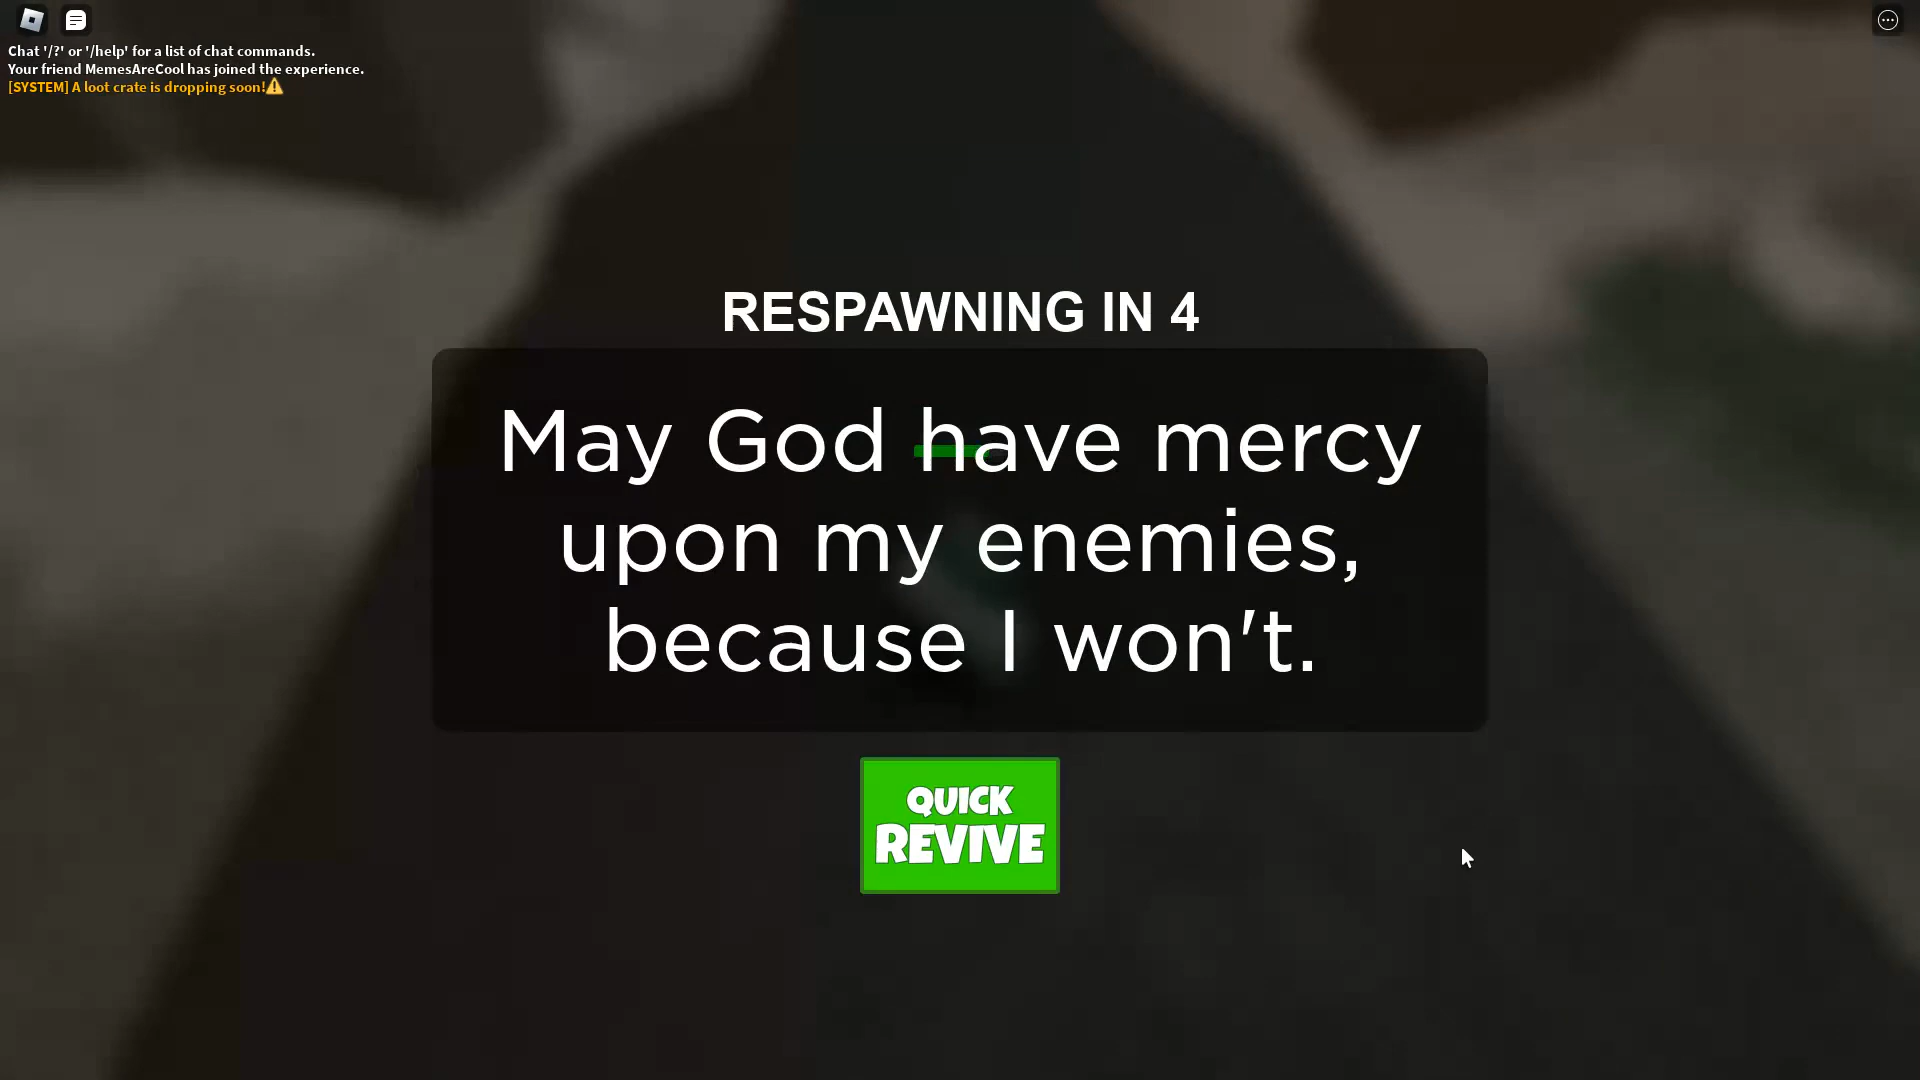 Chat '/?' or '/help' for a list of chat commands.
Your friend MemesAreCool has joined the experience.
[SYSTEM] A loot crate is dropping soon!⚠️
RESPAWNING IN 4
May God have mercy
upon my enemies,
because I won't.
QUICK
REVIVE